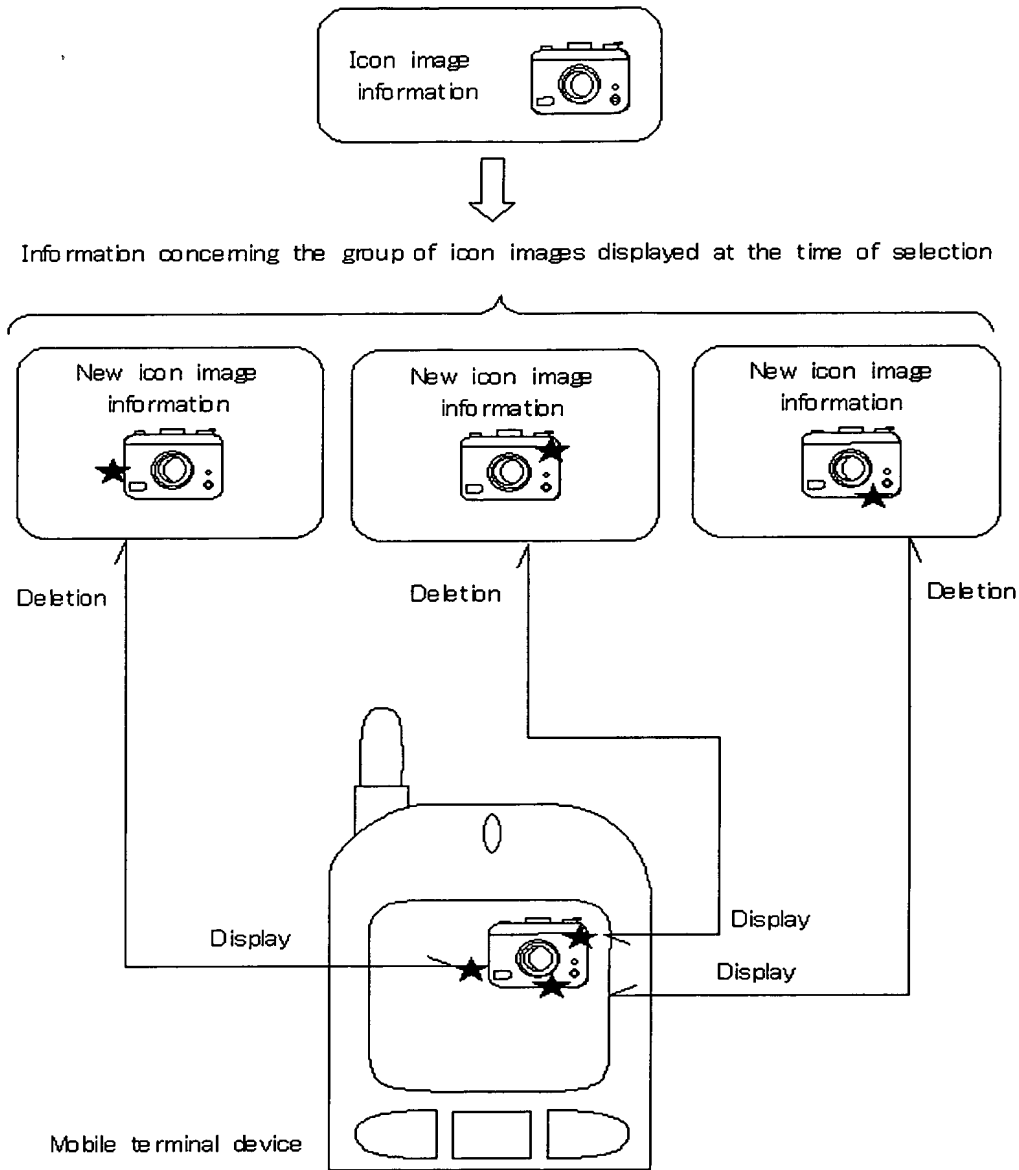 Icon image
information
Information concerning the group of icon images displayed at the time of selection
New icon image
information
New icon image
information
New icon image
information
Deletion
Deletion
Deletion
Display
Display
Display
Mobile terminal device